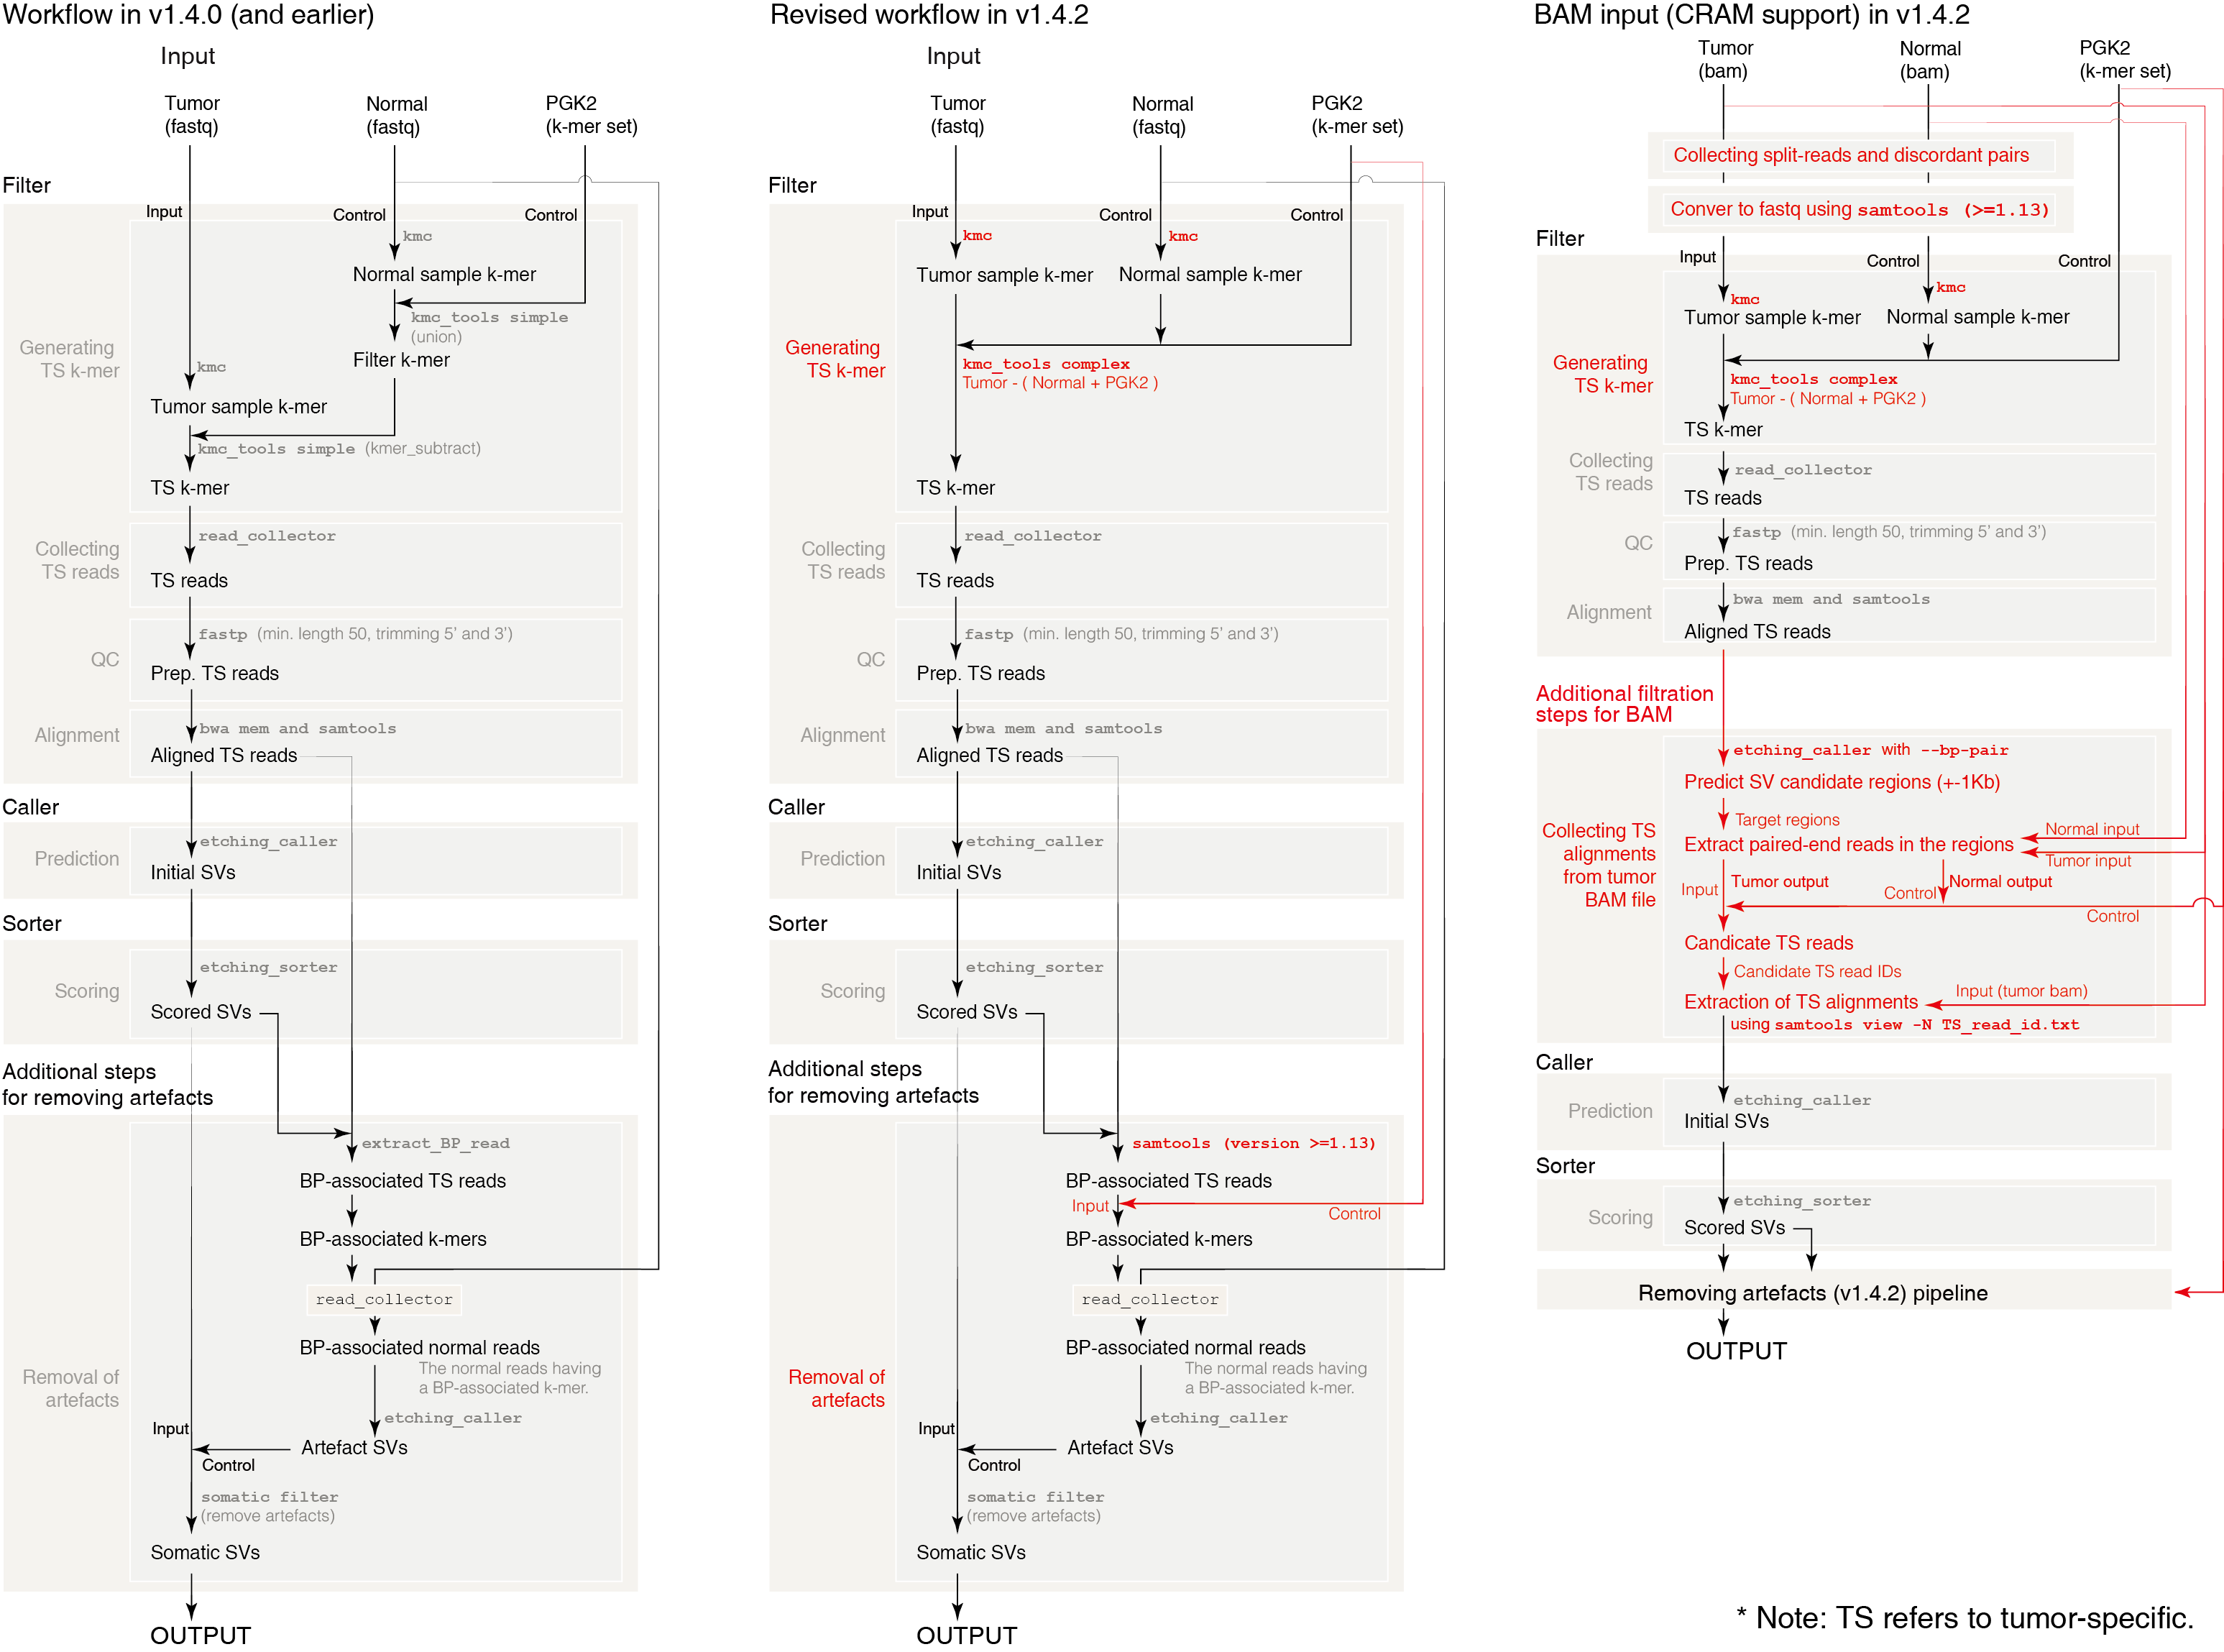 Workflow in v1.4.0 (and earlier)
Input
Tumor
(fastq)
Normal
(fastq)
PGK2
(k-mer set)
Filter
Input
Control
Control
kmc
Normal sample k-mer
kmc_tools simple
(union)
Filter k-mer
Generating
TS k-mer
kmc
Tumor sample k-mer
kmc_tools simple (kmer_subtract)
TS k-mer
Collecting
TS reads
read_collector
TS reads
QC
fastp (min. length 50, trimming 5’ and 3’)
Prep. TS reads
Alignment
bwa mem and samtools
Aligned TS reads
Caller
Prediction
etching_caller
Initial SVs
Sorter
Scoring
etching_sorter
Scored SVs
Additional steps
for removing artefacts
extract_BP_read
BP-associated TS reads
BP-associated k-mers
read_collector
BP-associated normal reads
The normal reads having
a BP-associated k-mer.
Removal of
artefacts
etching_caller
Input
Artefact SVs
Control
somatic filter
(remove artefacts)
Somatic SVs
OUTPUT
Revised workflow in v1.4.2
Input
Tumor
(fastq)
Normal
(fastq)
PGK2
(k-mer set)
Filter
Input
Control
Control
kmc
kmc
Tumor sample k-mer
Normal sample k-mer
Generating
TS k-mer
kmc_tools complex
Tumor - ( Normal + PGK2 )
TS k-mer
Collecting
TS reads
read_collector
TS reads
QC
fastp (min. length 50, trimming 5’ and 3’)
Prep. TS reads
Alignment
bwa mem and samtools
Aligned TS reads
Caller
Prediction
etching_caller
Initial SVs
Sorter
Scoring
etching_sorter
Scored SVs
Additional steps
for removing artefacts
samtools (version >=1.13)
BP-associated TS reads
Input
Control
BP-associated k-mers
read_collector
BP-associated normal reads
The normal reads having
a BP-associated k-mer.
Removal of
artefacts
etching_caller
Input
Artefact SVs
Control
somatic filter
(remove artefacts)
Somatic SVs
OUTPUT
BAM input (CRAM support) in v1.4.2
Tumor
(bam)
Normal
(bam)
PGK2
(k-mer set)
Collecting split-reads and discordant pairs
Conver to fastq using samtools (>=1.13)
Filter
Input
Control
Control
kmc
kmc
Tumor sample k-mer
Normal sample k-mer
Generating
TS k-mer
kmc_tools complex
Tumor - ( Normal + PGK2 )
TS k-mer
Collecting
TS reads
read_collector
TS reads
QC
fastp (min. length 50, trimming 5’ and 3’)
Prep. TS reads
Alignment
bwa mem and samtools
Aligned TS reads
Additional filtration
steps for BAM
etching_caller with --bp-pair
Predict SV candidate regions (+-1Kb)
Target regions
Normal input
Extract paired-end reads in the regions
Tumor input
Collecting TS
alignments
from tumor
BAM file
Input
Tumor output
Control
Normal output
Control
Candicate TS reads
Candidate TS read IDs
Input (tumor bam)
Extraction of TS alignments
using samtools view -N TS_read_id.txt
Caller
Prediction
etching_caller
Initial SVs
Sorter
Scoring
etching_sorter
Scored SVs
Removing artefacts (v1.4.2) pipeline
OUTPUT
* Note: TS refers to tumor-specific.